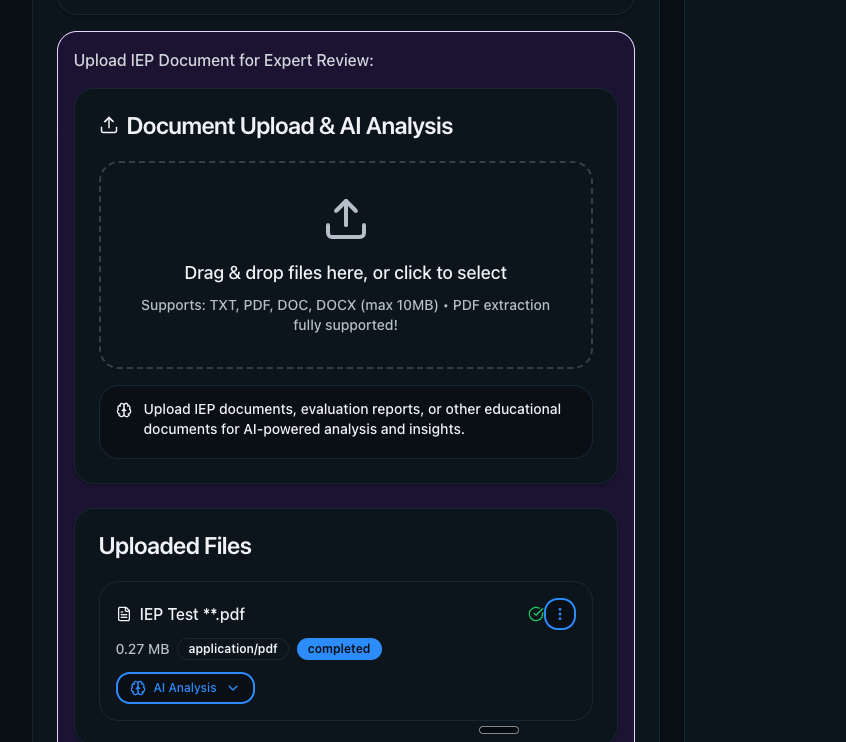 Upload IEP Document for Expert Review:
Document Upload & AI Analysis
Drag & drop files here, or click to select
Supports: TXT, PDF, DOC, DOCX (max 10MB) • PDF extraction
fully supported!
Upload IEP documents, evaluation reports, or other educational
documents for AI-powered analysis and insights.
Uploaded Files
IEP Test **.pdf
0.27 MB application/pdf completed
AI Analysis